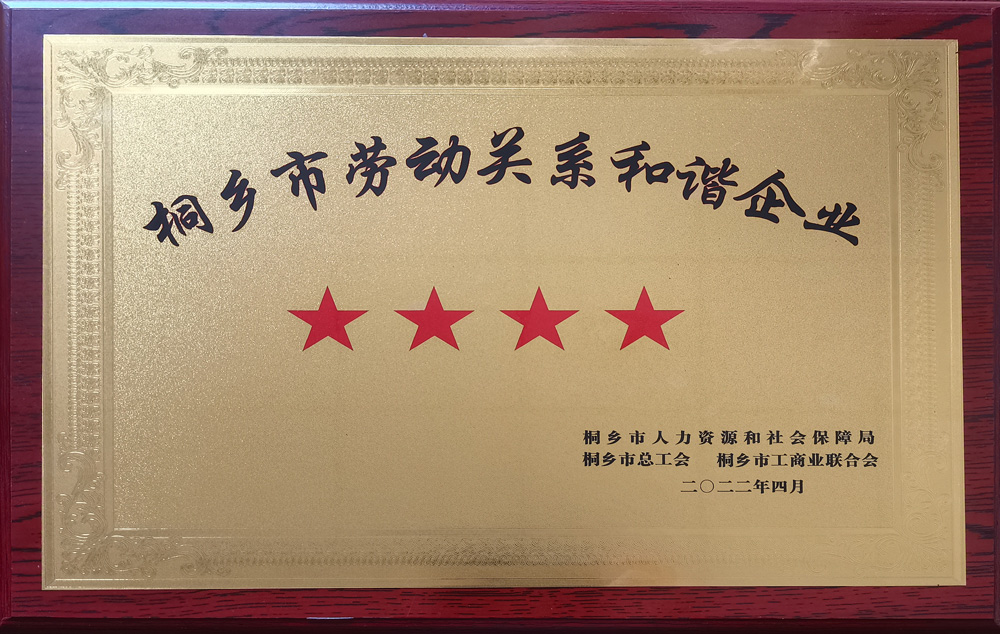 桐乡市劳动关系和谐企业
桐乡市人力资源和社会保障局
桐乡市总工会 桐乡市工商业联合会
二〇二二年四月